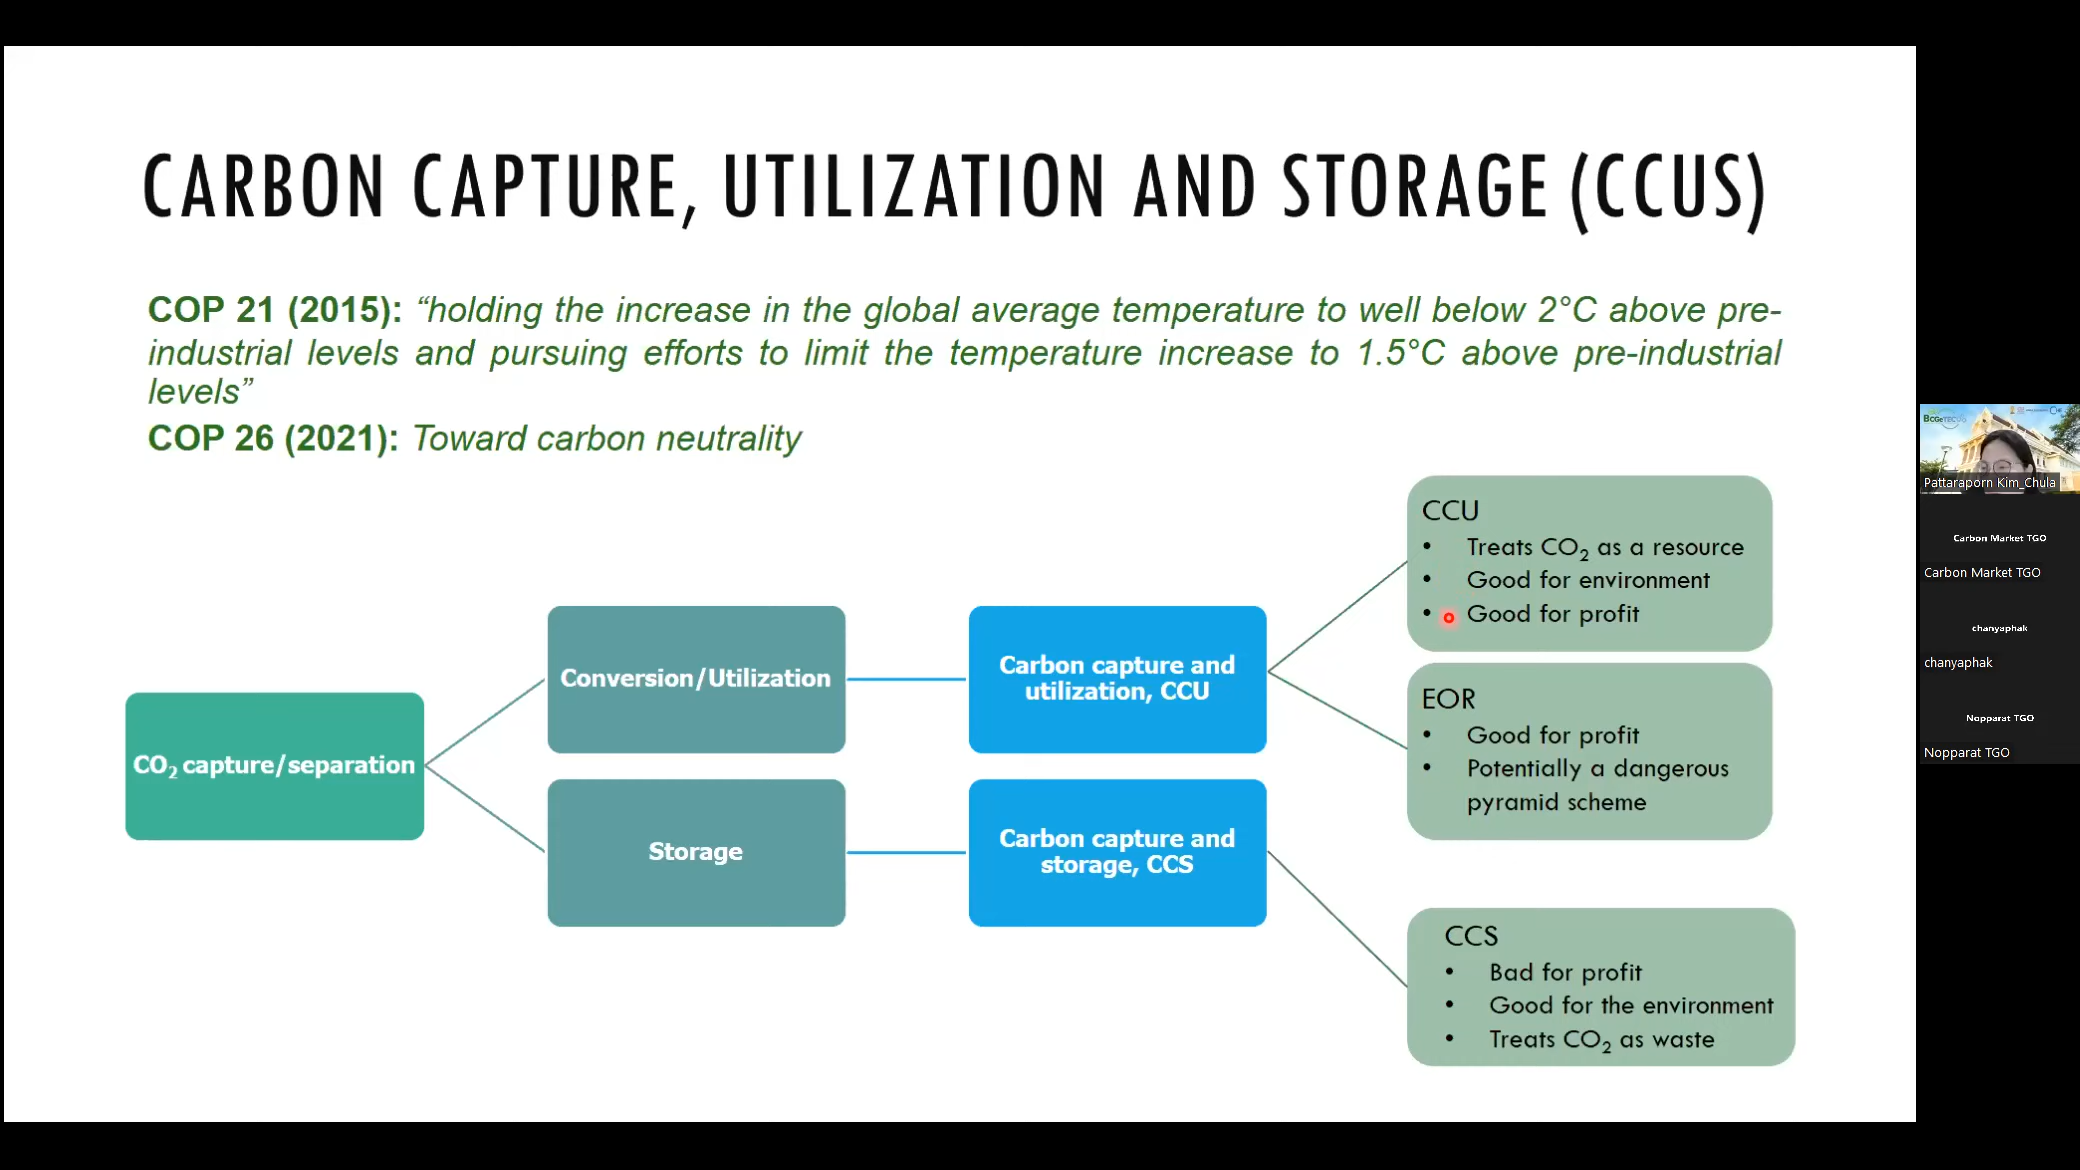 CARBON CAPTURE, UTILIZATION AND STORAGE (CCUS)
COP 21 (2015): “holding the increase in the global average temperature to well below 2°C above pre-
industrial levels and pursuing efforts to limit the temperature increase to 1.5°C above pre-industrial
levels”
COP 26 (2021): Toward carbon neutrality
CO2 capture/separation
Conversion/Utilization
Storage
Carbon capture and
utilization, CCU
Carbon capture and
storage, CCS
CCU
• Treats CO2 as a resource
• Good for environment
• Good for profit
EOR
• Good for profit
• Potentially a dangerous
pyramid scheme
CCS
• Bad for profit
• Good for the environment
• Treats CO2 as waste
Pattaraporn Kim_Chula
Carbon Market TGO
Carbon Market TGO
chanyaphak
chanyaphak
Nopparat TGO
Nopparat TGO